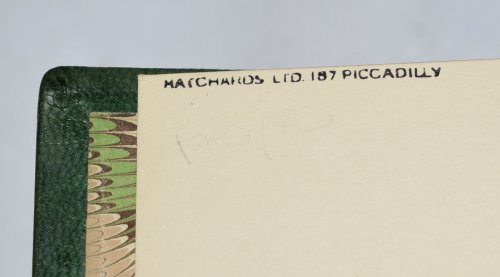 HATCHARDS LTD. 187 PICCADILLY